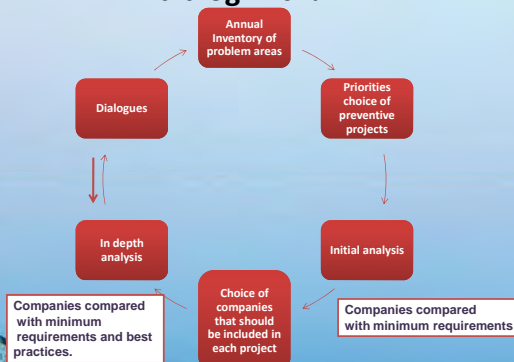 Annual
Inventory of
problem areas
Priorities
choice of
preventive
projects
Dialogues
In depth
analysis
Initial analysis
Choice of
companies
that should
be included in
each project
Companies compared
with minimum
requirements and best
practices.
Companies compared
with minimum requirements